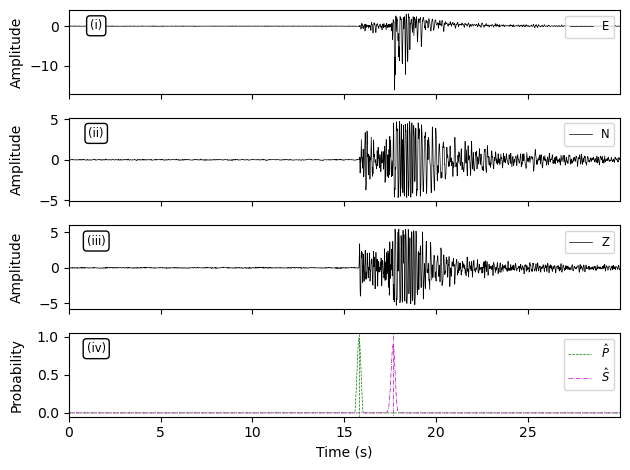 (i)
E
Amplitude
0
−10
(ii)
N
Amplitude
5
0
−5
(iii)
Z
Amplitude
5
0
−5
(iv)
P̂
Ŝ
Probability
1.0
0.5
0.0
0 5 10 15 20 25
Time (s)